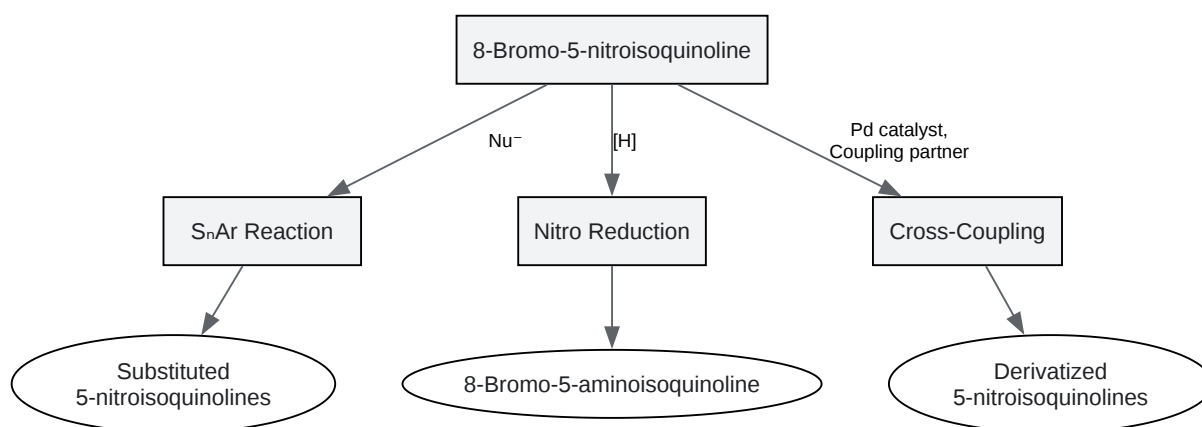 8-Bromo-5-nitroisoquinoline
Nu⁻
[H]
Pd catalyst,
Coupling partner
SₙAr Reaction
Nitro Reduction
Cross-Coupling
Substituted
5-nitroisoquinolines
8-Bromo-5-aminoisoquinoline
Derivatized
5-nitroisoquinolines